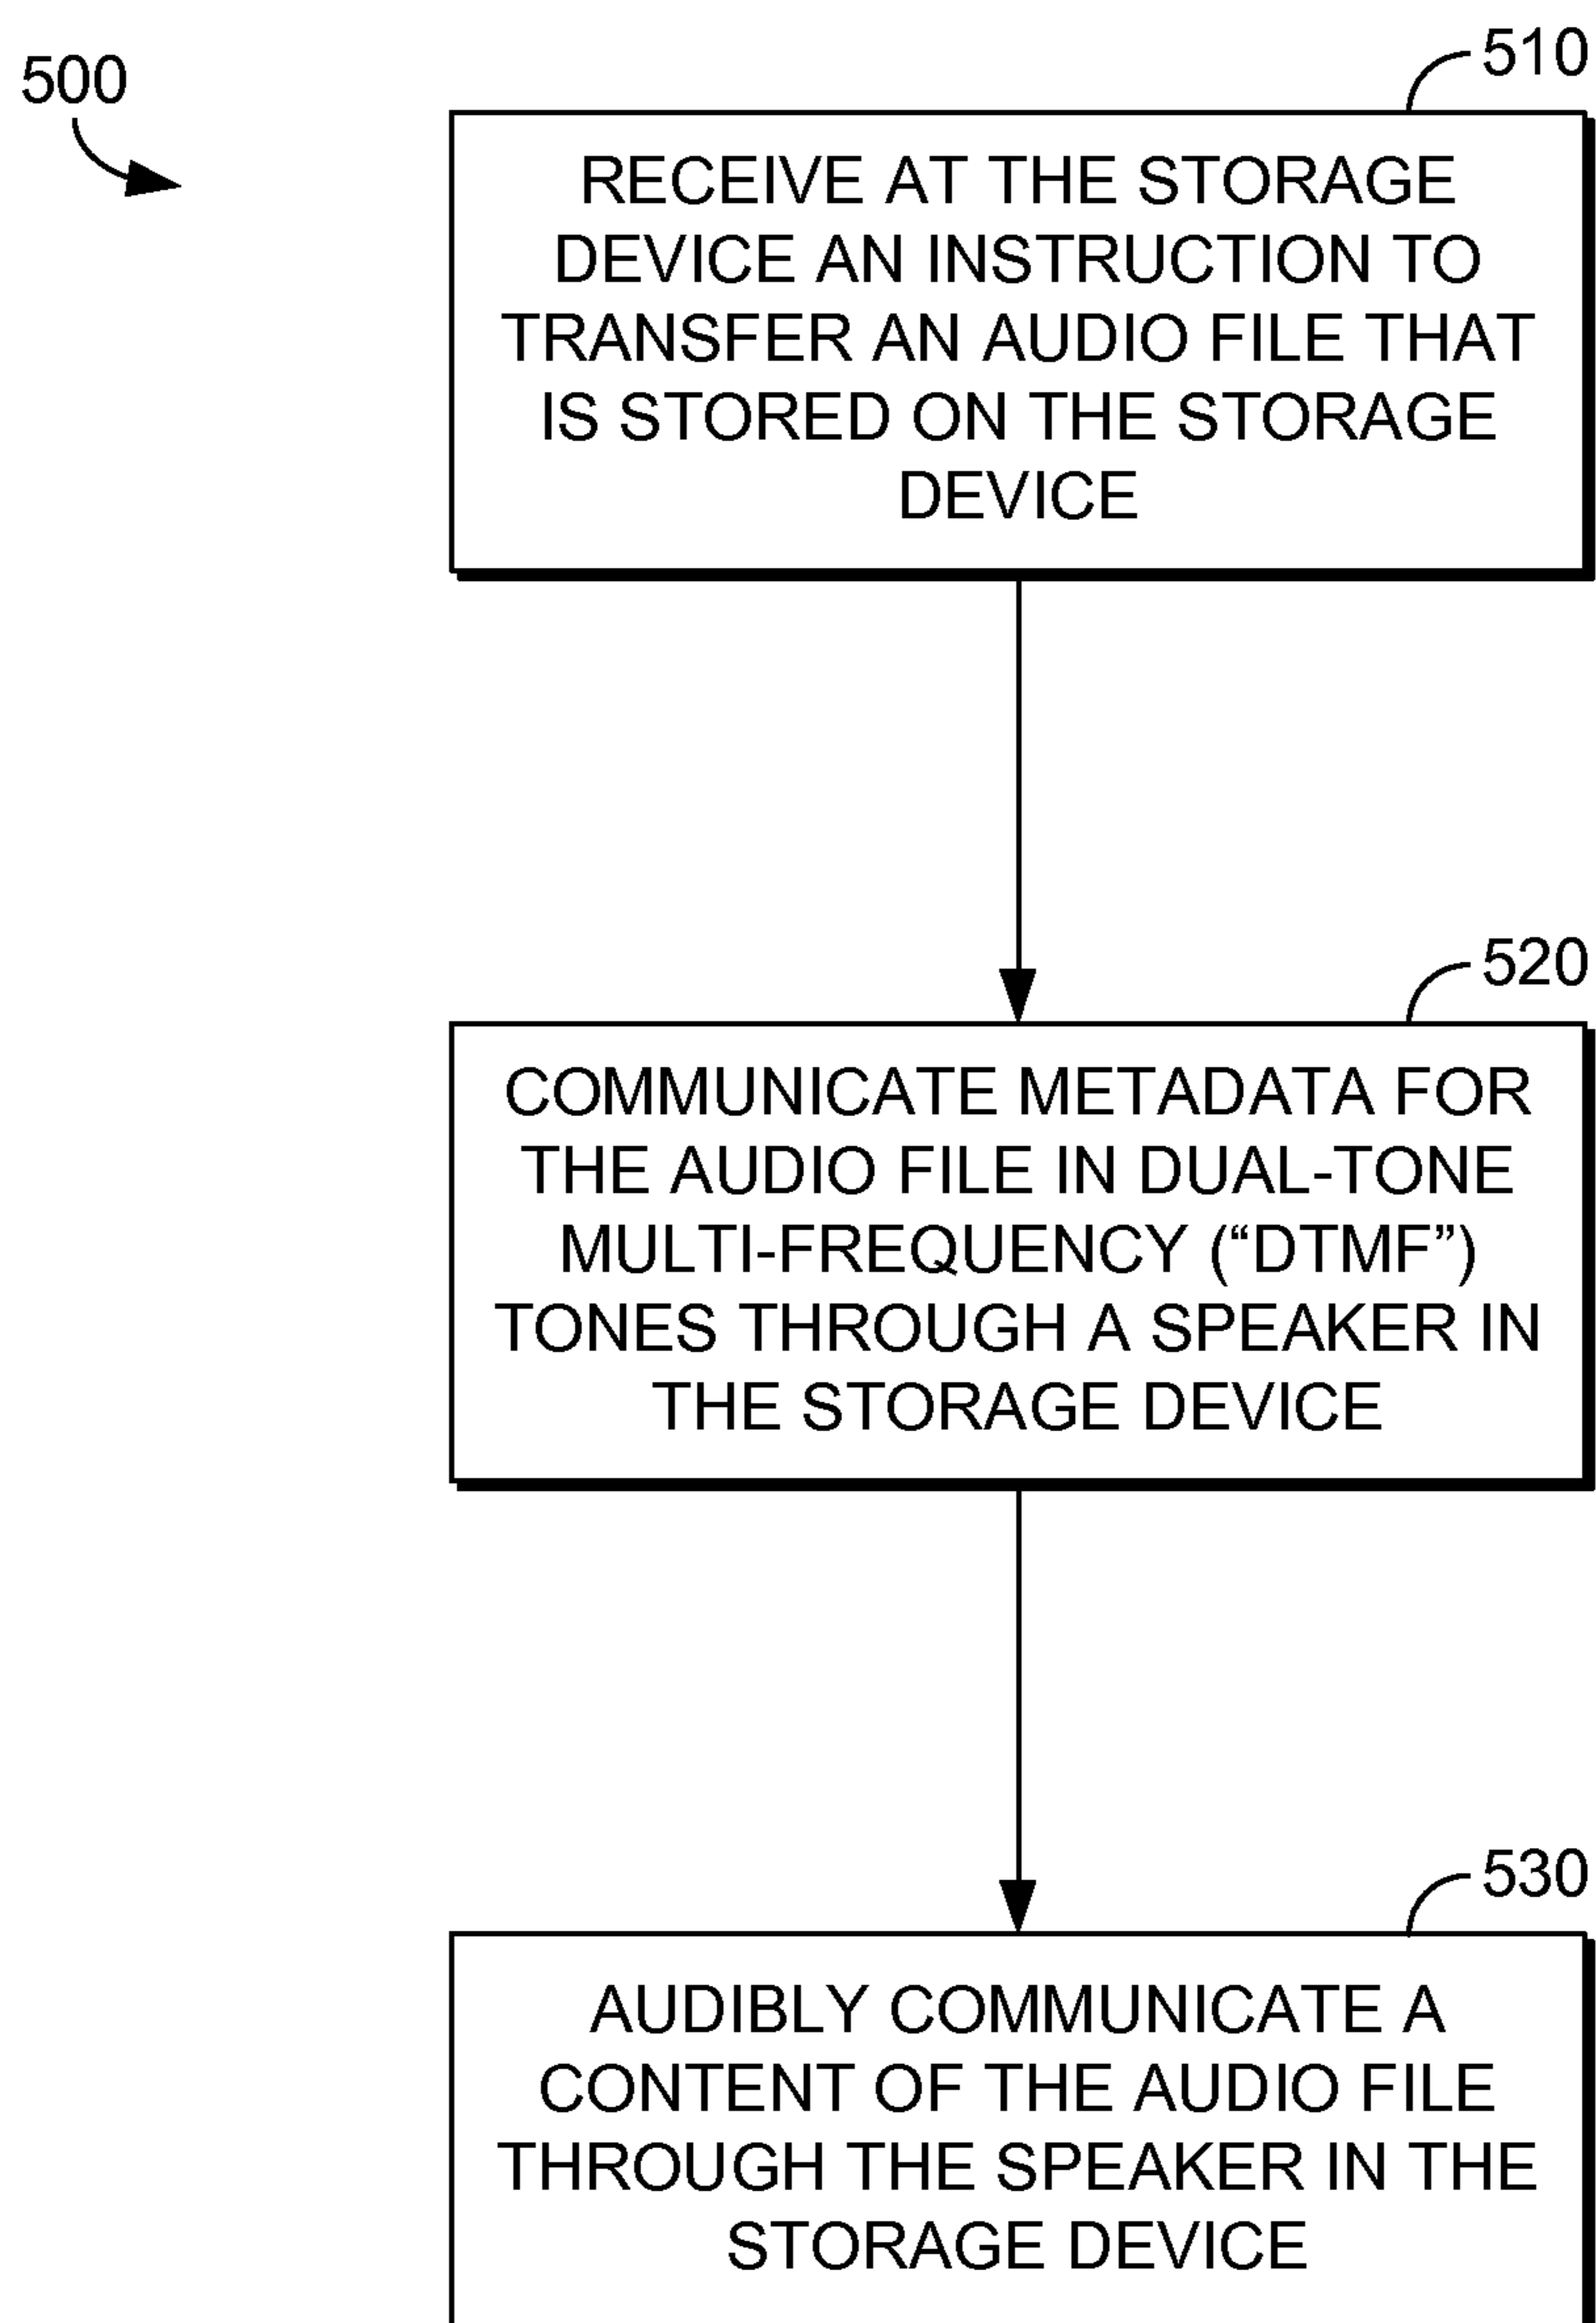 500
510
RECEIVE AT THE STORAGE
DEVICE AN INSTRUCTION TO
TRANSFER AN AUDIO FILE THAT
IS STORED ON THE STORAGE
DEVICE
520
COMMUNICATE METADATA FOR
THE AUDIO FILE IN DUAL-TONE
MULTI-FREQUENCY (“DTMF”)
TONES THROUGH A SPEAKER IN
THE STORAGE DEVICE
530
AUDIBLY COMMUNICATE A
CONTENT OF THE AUDIO FILE
THROUGH THE SPEAKER IN THE
STORAGE DEVICE